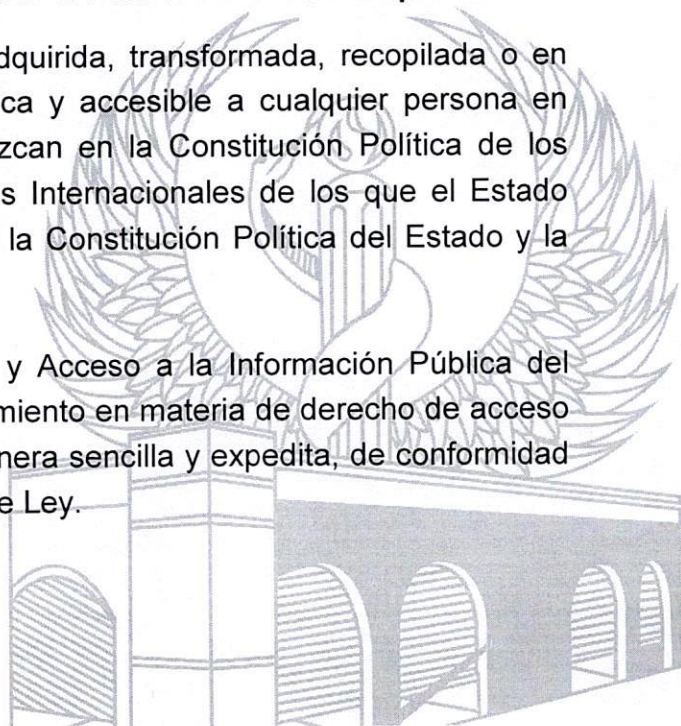 dquirida, transformada, recopilada o en
ca y accesible a cualquier persona en
zcan en la Constitución Política de los
s Internacionales de los que el Estado
la Constitución Política del Estado y la
y Acceso a la Información Pública del
miento en materia de derecho de acceso
nera sencilla y expedita, de conformidad
e Ley.